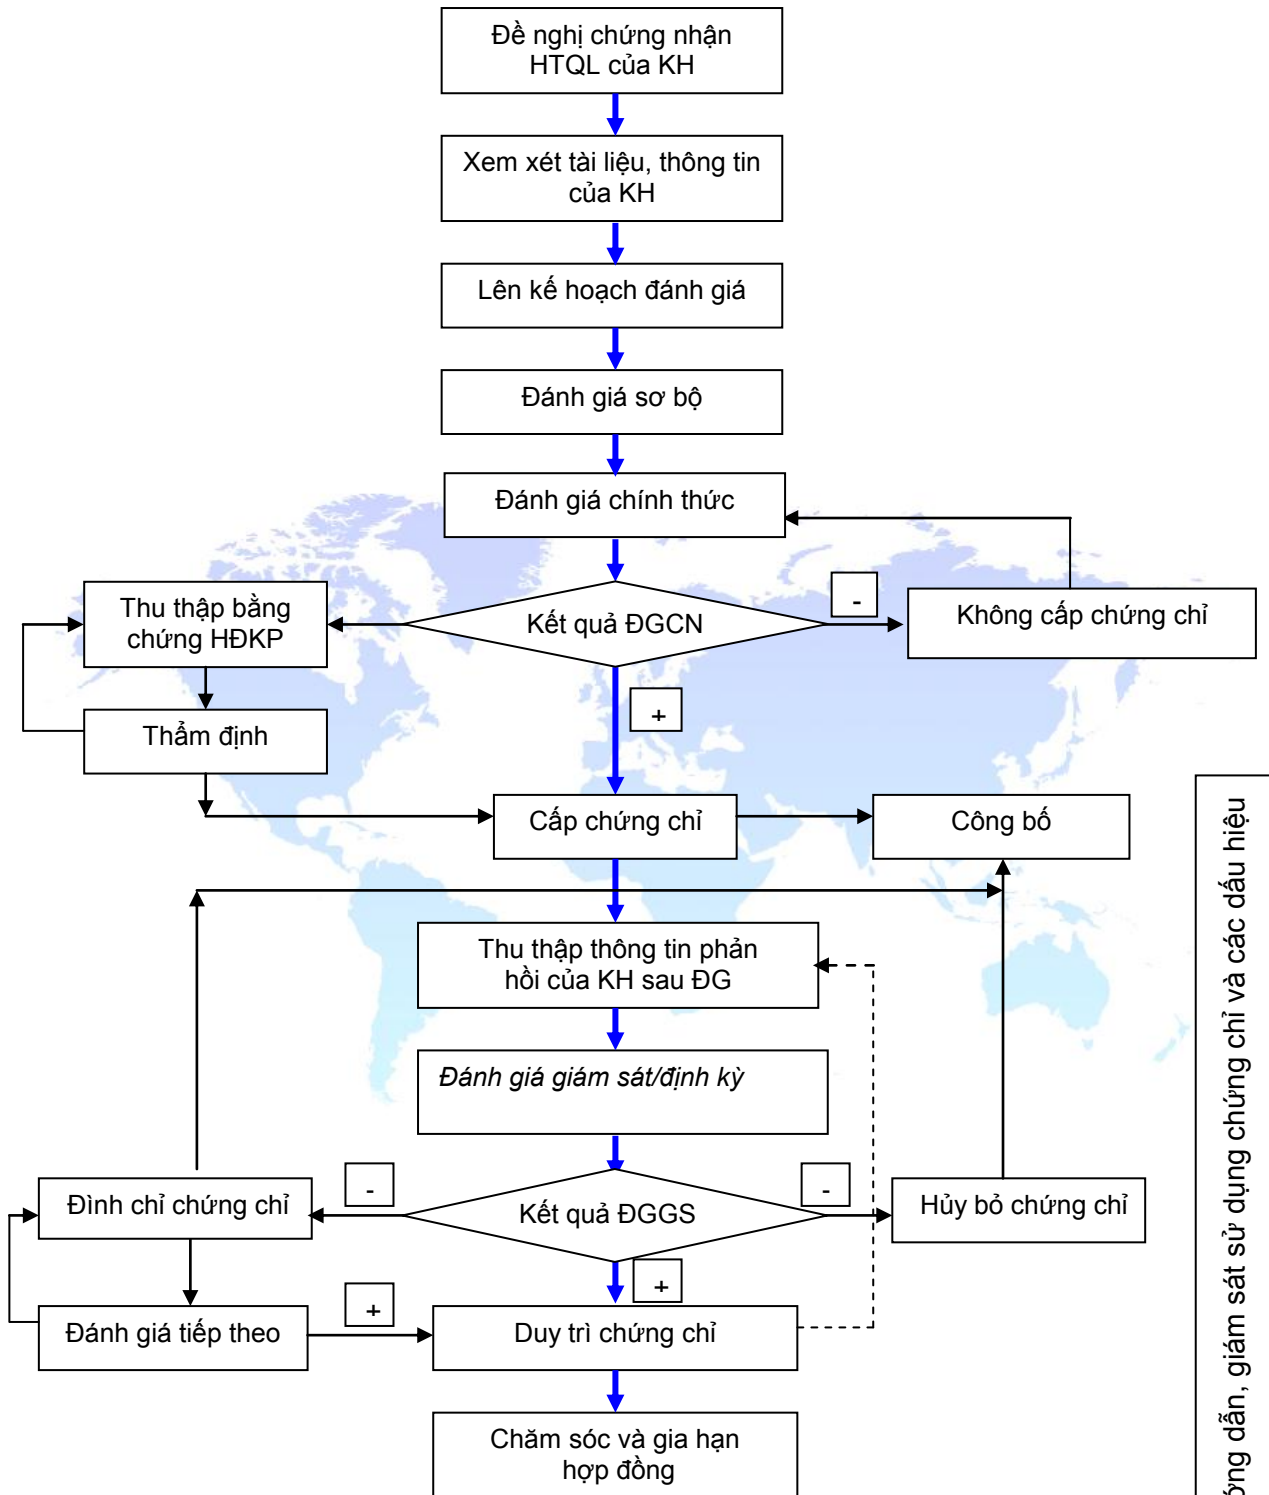 Đề nghị chứng nhận
HTQL của KH
Xem xét tài liệu, thông tin
của KH
Lên kế hoạch đánh giá
Đánh giá sơ bộ
Đánh giá chính thức
Kết quả ĐGCN
-
Không cấp chứng chỉ
Thu thập bằng
chứng HĐKP
Thẩm định
+
Cấp chứng chỉ
Công bố
Thu thập thông tin phản
hồi của KH sau ĐG
Đánh giá giám sát/định kỳ
-
-
Đình chỉ chứng chỉ
Kết quả ĐGGS
Hủy bỏ chứng chỉ
+
+
Đánh giá tiếp theo
Duy trì chứng chỉ
Chăm sóc và gia hạn
hợp đồng
dẫn, giám sát sử dụng chứng chỉ và các dấu hiệu